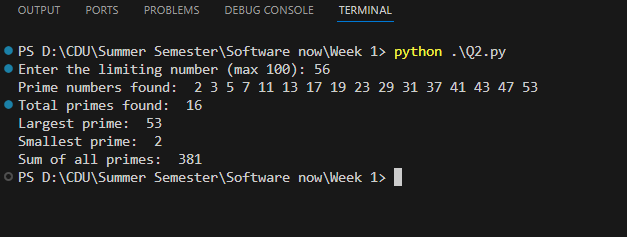 OUTPUT PORTS PROBLEMS DEBUG CONSOLE TERMINAL
PS D:\CDU\Summer Semester\Software now\Week 1> python .\Q2.py
Enter the limiting number (max 100): 56
Prime numbers found:  2 3 5 7 11 13 17 19 23 29 31 37 41 43 47 53
Total primes found:  16
Largest prime:  53
Smallest prime:  2
Sum of all primes:  381
PS D:\CDU\Summer Semester\Software now\Week 1>